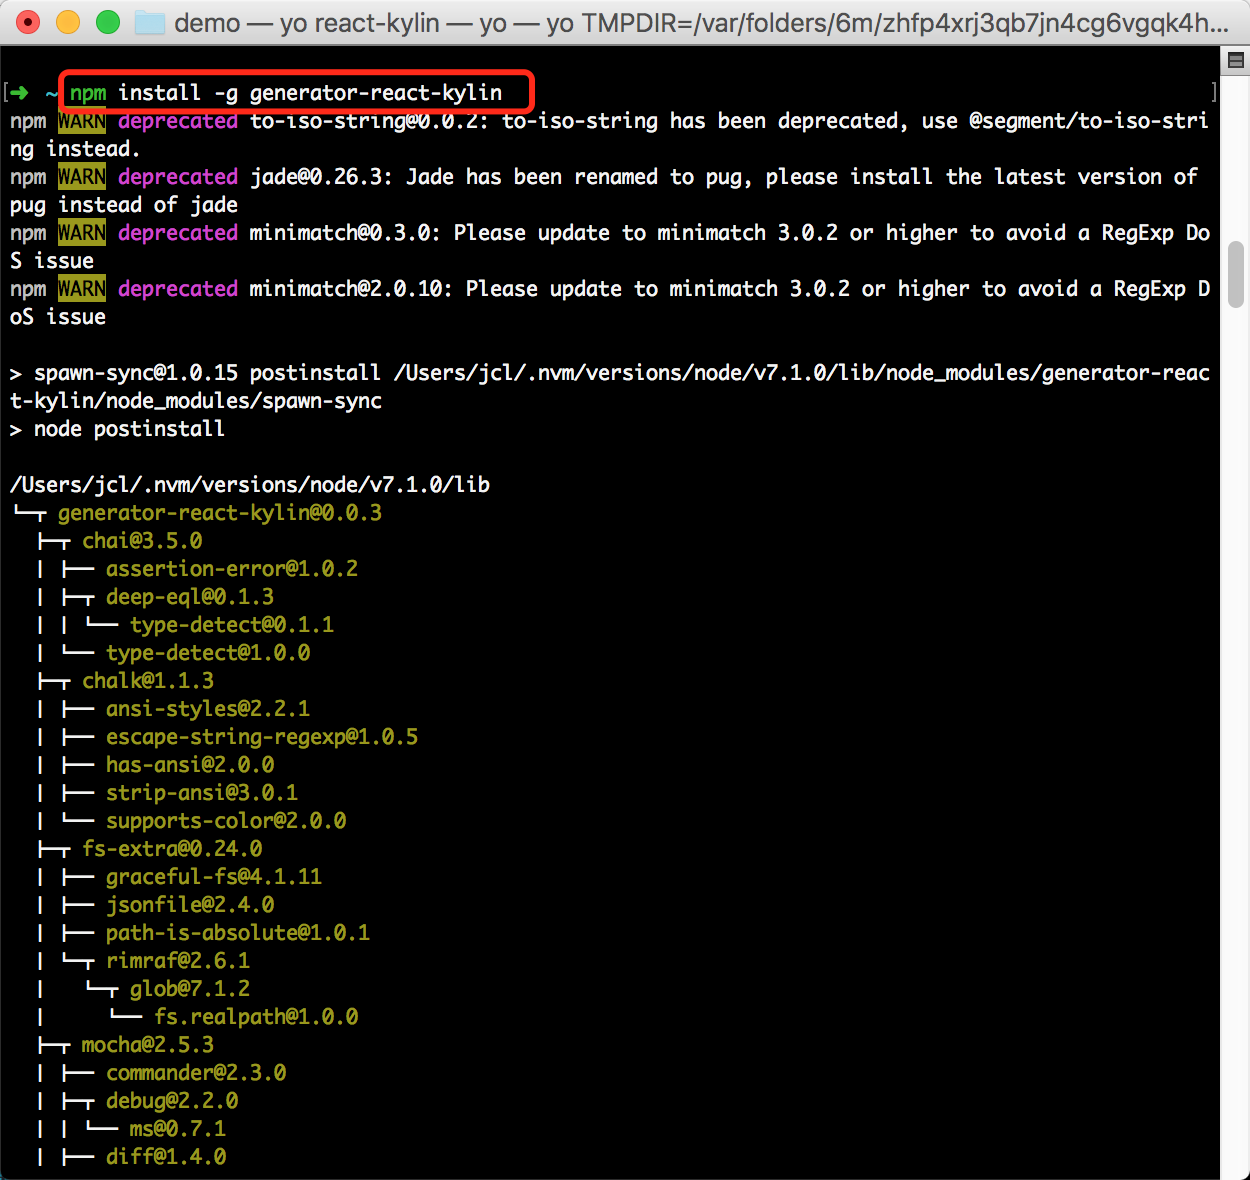 demo — yo react-kylin — yo — yo TMPDIR=/var/folders/6m/zhfp4xrj3qb7jn4cg6vgqk4h...
[➜ ~ npm install -g generator-react-kylin ]
npm WARN deprecated to-iso-string@0.0.2: to-iso-string has been deprecated, use @segment/to-iso-stri
ng instead.
npm WARN deprecated jade@0.26.3: Jade has been renamed to pug, please install the latest version of
pug instead of jade
npm WARN deprecated minimatch@0.3.0: Please update to minimatch 3.0.2 or higher to avoid a RegExp Do
S issue
npm WARN deprecated minimatch@2.0.10: Please update to minimatch 3.0.2 or higher to avoid a RegExp D
oS issue
> spawn-sync@1.0.15 postinstall /Users/jcl/.nvm/versions/node/v7.1.0/lib/node_modules/generator-reac
t-kylin/node_modules/spawn-sync
> node postinstall
/Users/jcl/.nvm/versions/node/v7.1.0/lib
└─┬ generator-react-kylin@0.0.3
  ├─┬ chai@3.5.0
  │ ├── assertion-error@1.0.2
  │ ├─┬ deep-eql@0.1.3
  │ │ └── type-detect@0.1.1
  │ └── type-detect@1.0.0
  ├─┬ chalk@1.1.3
  │ ├── ansi-styles@2.2.1
  │ ├── escape-string-regexp@1.0.5
  │ ├── has-ansi@2.0.0
  │ ├── strip-ansi@3.0.1
  │ └── supports-color@2.0.0
  ├─┬ fs-extra@0.24.0
  │ ├── graceful-fs@4.1.11
  │ ├── jsonfile@2.4.0
  │ ├── path-is-absolute@1.0.1
  │ └─┬ rimraf@2.6.1
  │   └─┬ glob@7.1.2
  │     └── fs.realpath@1.0.0
  ├─┬ mocha@2.5.3
  │ ├── commander@2.3.0
  │ ├─┬ debug@2.2.0
  │ │ └── ms@0.7.1
  │ ├── diff@1.4.0